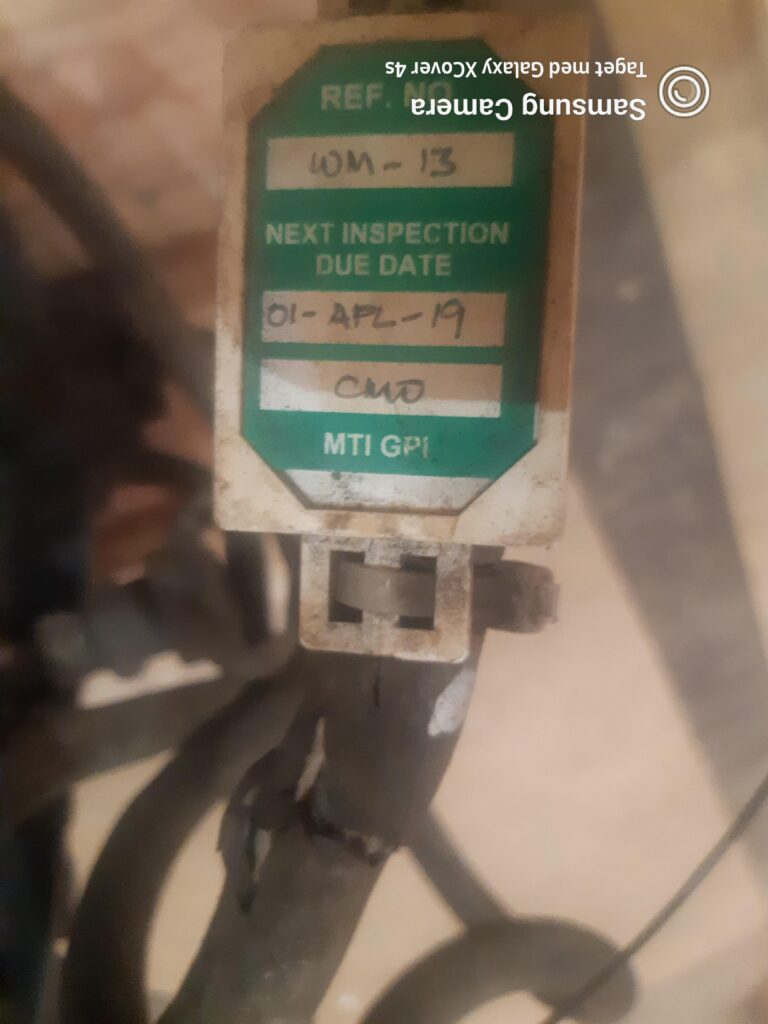 REF. NO
WM-13
NEXT INSPECTION
DUE DATE
01-APL-19
CMO
MTI GPI
Samsung Camera
Taget med Galaxy XCover 4s